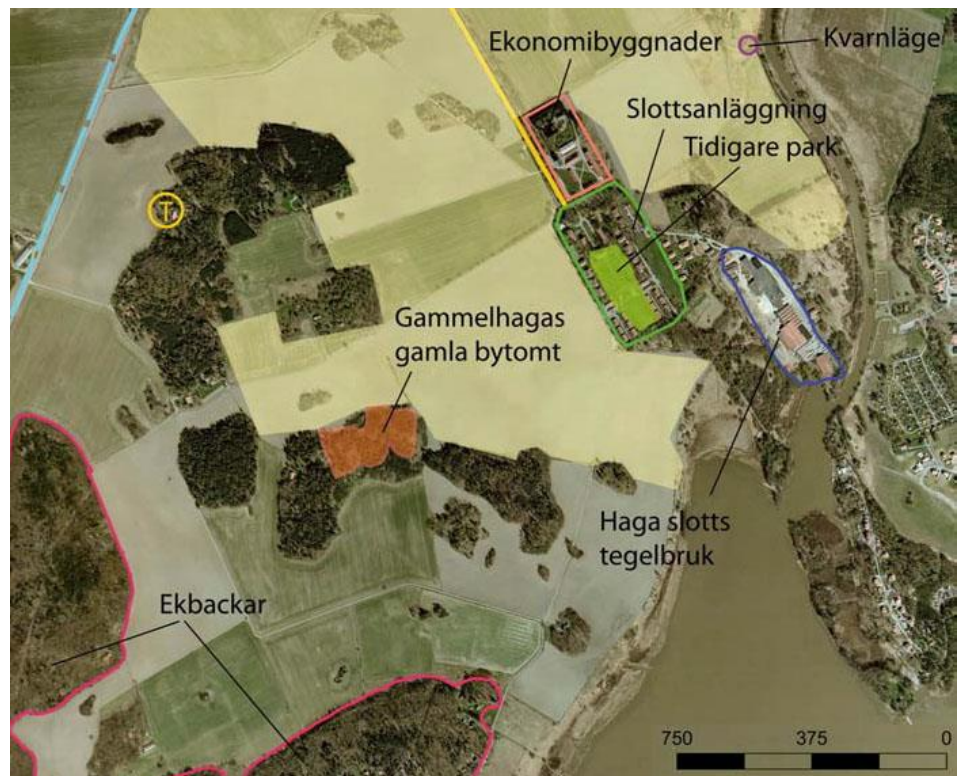 Ekonomibyggnader
Kvarnläge
Slottsanläggning
Tidigare park
T
Gammelhagas
gamla bytomt
Haga slotts
tegelbruk
Ekbackar
750 375 0